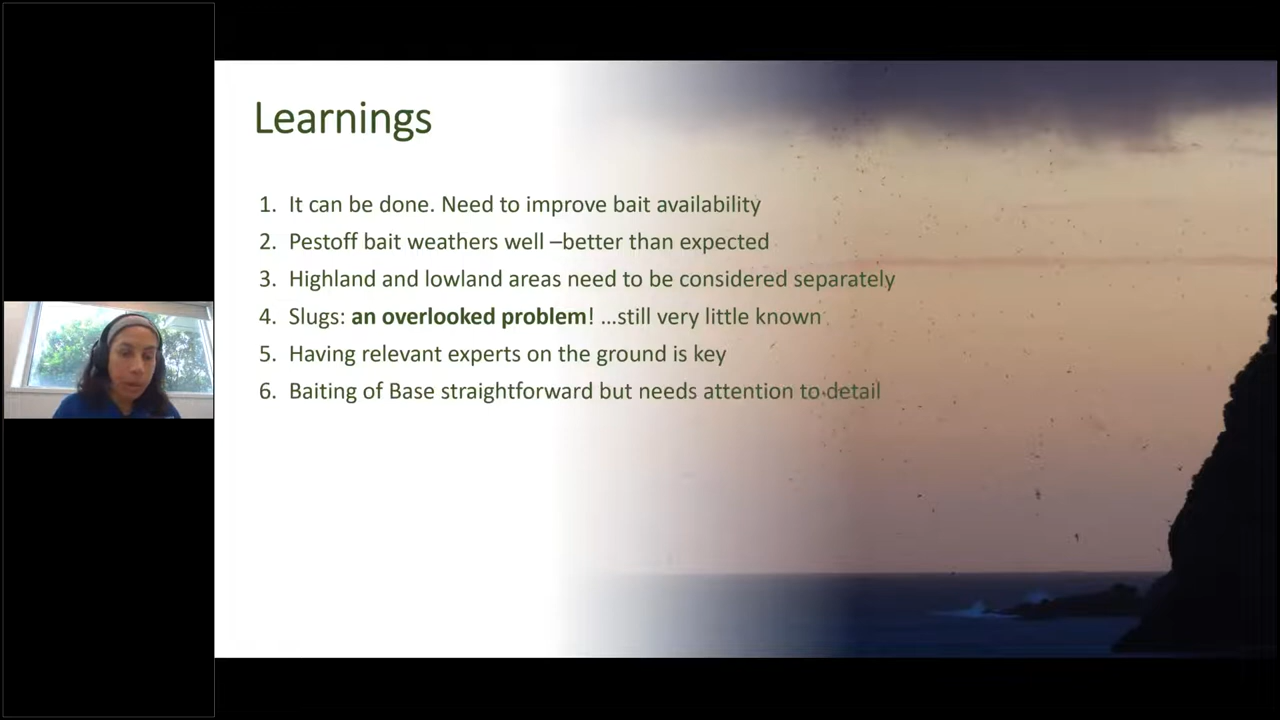 Learnings
1. It can be done. Need to improve bait availability
2. Pestoff bait weathers well –better than expected
3. Highland and lowland areas need to be considered separately
4. Slugs: an overlooked problem! ...still very little known
5. Having relevant experts on the ground is key
6. Baiting of Base straightforward but needs attention to detail